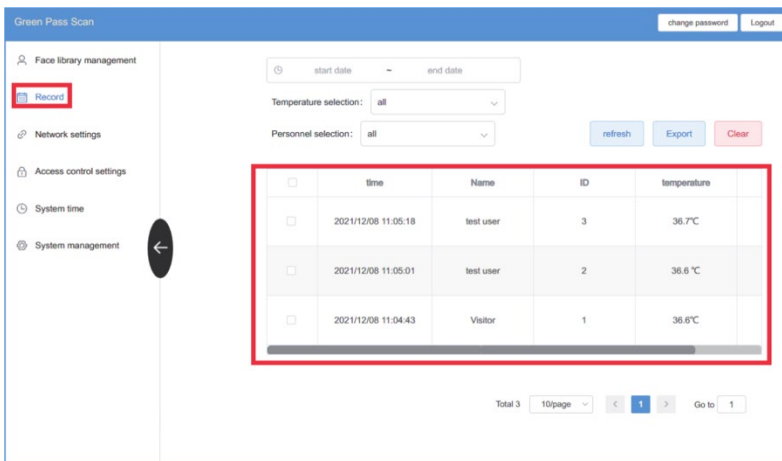 Green Pass Scan
change password
Logout
Face library management
Record
Network settings
Access control settings
System time
System management
start date ~ end date
Temperature selection: all
Personnel selection: all
refresh
Export
Clear
time Name ID temperature
2021/12/08 11:05:18 test user 3 36.7℃
2021/12/08 11:05:01 test user 2 36.6 ℃
2021/12/08 11:04:43 Visitor 1 36.6℃
Total 3 10/page < 1 > Go to 1